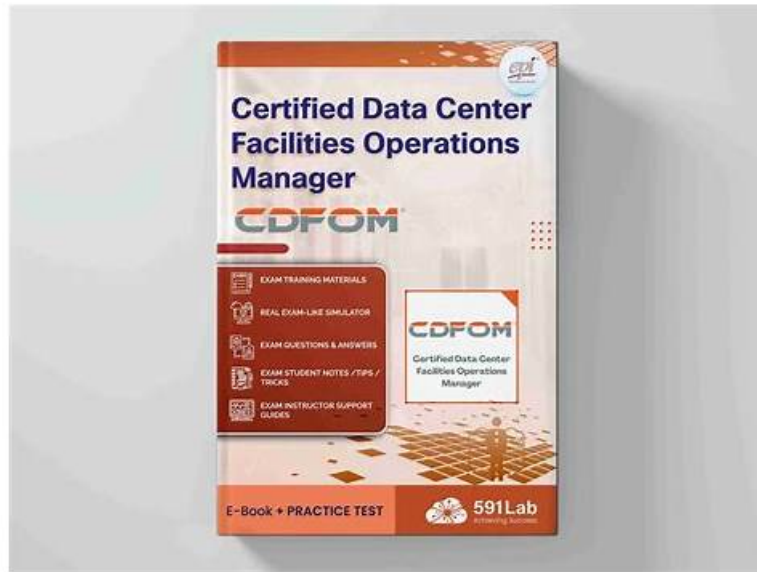 epi
Certified Data Center
Facilities Operations
Manager
CDFOM
EXAM TRAINING MATERIALS
REAL EXAM-LIKE SIMULATOR
EXAM QUESTIONS & ANSWERS
EXAM STUDENT NOTES /TIPS /
TRICKS
EXAM INSTRUCTOR SUPPORT
GUIDES
CDFOM
Certified Data Center
Facilities Operations
Manager
E-Book + PRACTICE TEST
591Lab
Achieving Success